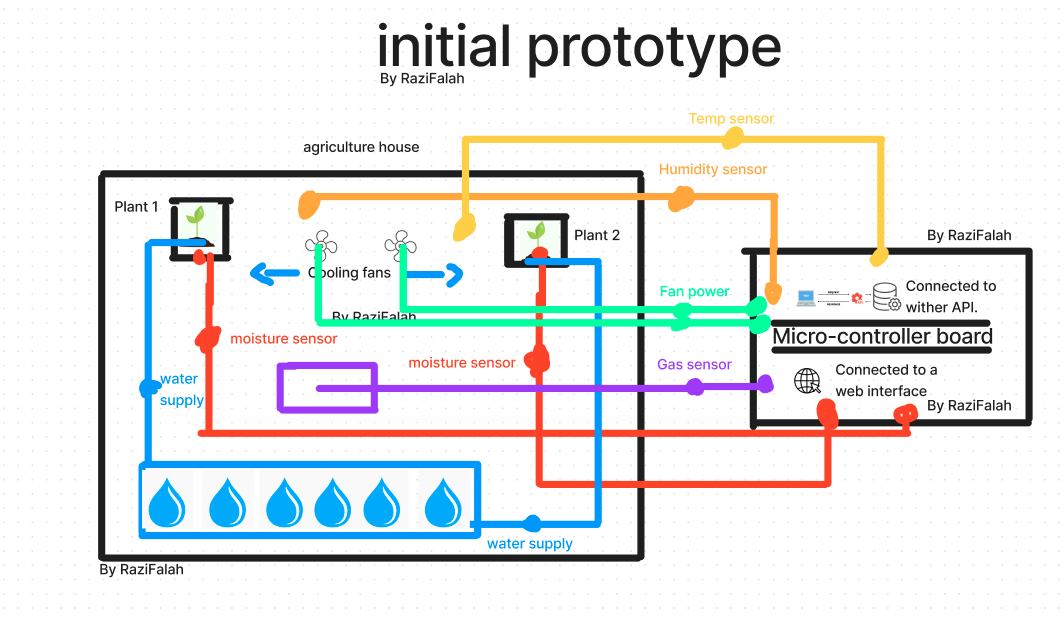 initial prototype
By RaziFalah
Temp sensor
agriculture house
Humidity sensor
Plant 1
Plant 2
By RaziFalah
Cooling fans
Connected to
wither API.
Fan power
By RaziFalah
Micro-controller board
moisture sensor
moisture sensor
Gas sensor
Connected to a
web interface
water
supply
By RaziFalah
water supply
By RaziFalah